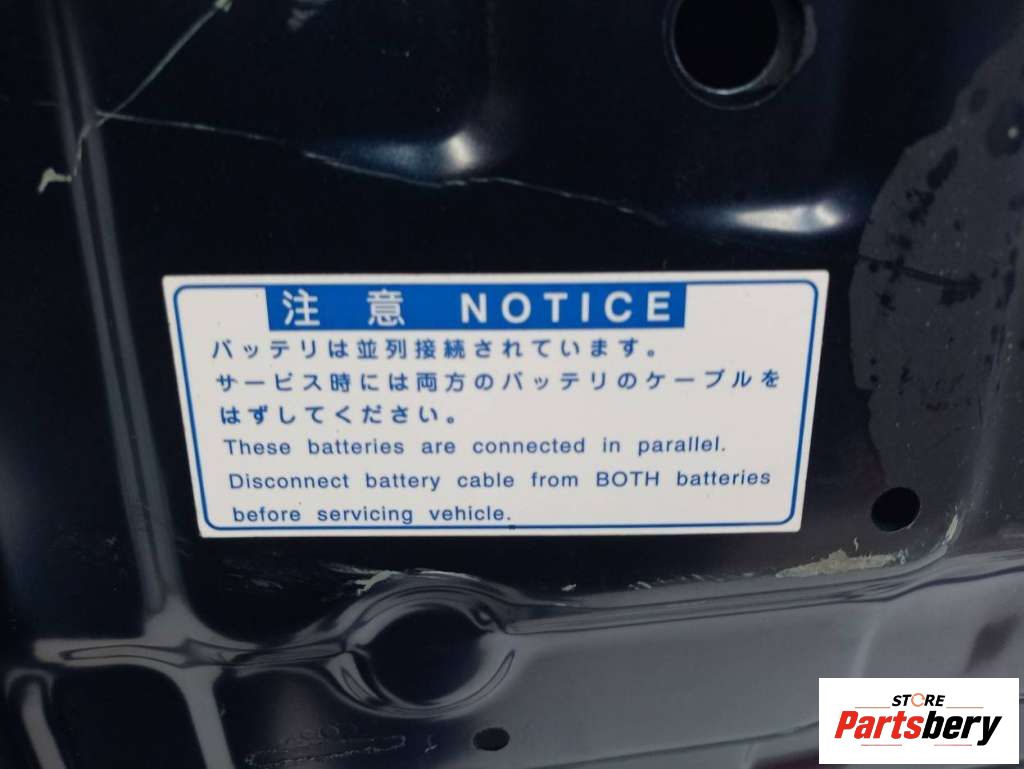 注意 NOTICE
バッテリは並列接続されています。
サービス時には両方のバッテリのケーブルを
はずしてください。
These batteries are connected in parallel.
Disconnect battery cable from BOTH batteries
before servicing vehicle.
STORE
Partsbery